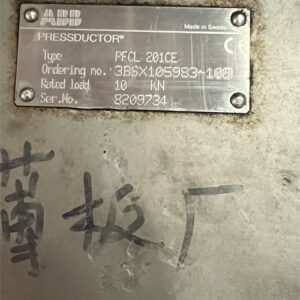 ABB
Made in Sweden
PRESSDUCTOR®
Type PFCL 201CE
Ordering no. 3BSX105983-100
Rated load 10 KN
Ser.No. 8209734
板厂